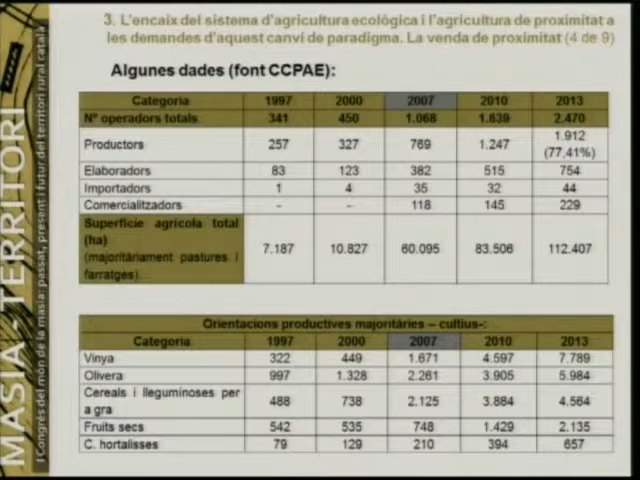 3. L'encaix del sistema d'agricultura ecològica i l'agricultura de proximitat a
les demandes d'aquest canvi de paradigma. La venda de proximitat (4 de 9)
Algunes dades (font CCPAE):
Categoria 1997 2000 2007 2010 2013
Nº operadors totals 341 450 1.068 1.639 2.470
Productors 257 327 769 1.247 1.912
(77,41%)
Elaboradors 83 123 382 515 754
Importadors 1 4 35 32 44
Comercialitzadors - - 118 145 229
Superfície agrícola total
(ha)
(majoritàriament pastures i
farratges). 7.187 10.827 60.095 83.506 112.407
Orientacions productives majoritàries – cultius-:
Categoria 1997 2000 2007 2010 2013
Vinya 322 449 1.671 4.597 7.789
Olivera 997 1.328 2.261 3.905 5.984
Cereals i lleguminoses per
a gra 488 738 2.125 3.884 4.564
Fruits secs 542 535 748 1.429 2.135
C. hortalisses 79 129 210 394 657
MASIA TERRITORI
I Congrés del món de la masia: passat, present i futur del territori rural català